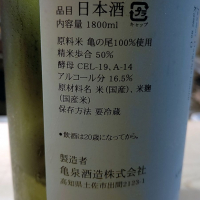 品目 日本酒
キャップ
内容量 1800ml
原料米 亀の尾100%使用
精米歩合 50%
酵母 CEL-19、A-14
アルコール分 16.5%
原材料名 米(国産)、米麹
(国産米)
保存方法 要冷蔵
●飲酒は20歳になってから。
製造者
亀泉酒造株式会社
高知県土佐市出間2123-1